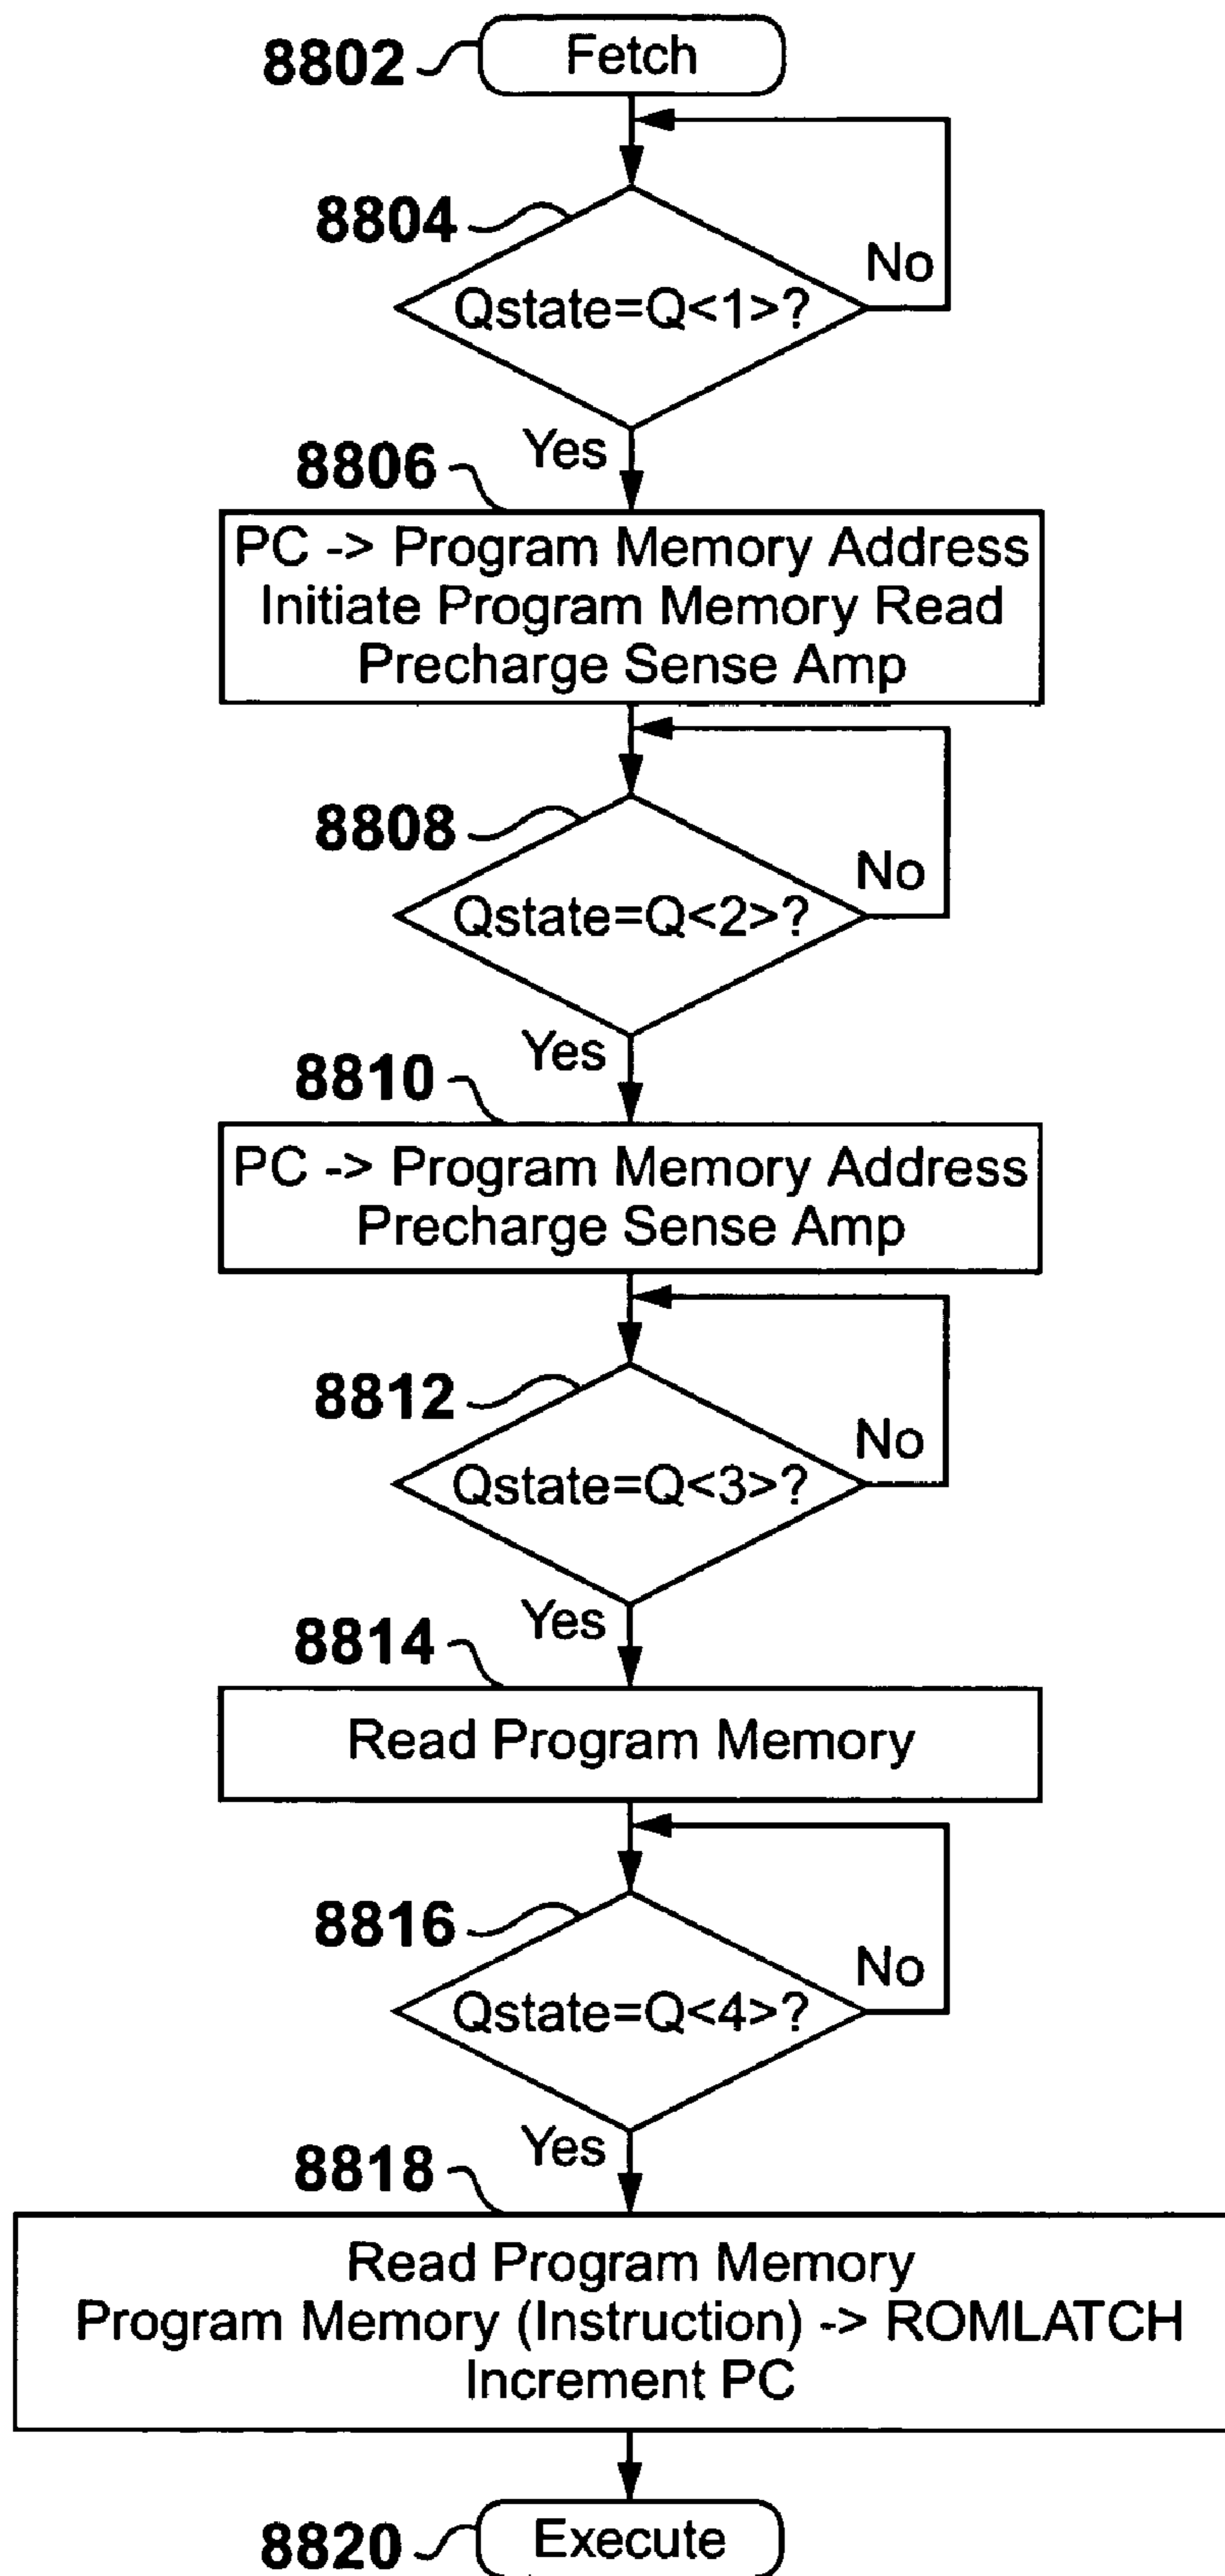 8802 Fetch
8804
No
Qstate=Q<1>?
Yes
8806
PC -> Program Memory Address
Initiate Program Memory Read
Precharge Sense Amp
8808
No
Qstate=Q<2>?
Yes
8810
PC -> Program Memory Address
Precharge Sense Amp
8812
No
Qstate=Q<3>?
Yes
8814
Read Program Memory
8816
No
Qstate=Q<4>?
Yes
8818
Read Program Memory
Program Memory (Instruction) -> ROMLATCH
Increment PC
8820 Execute